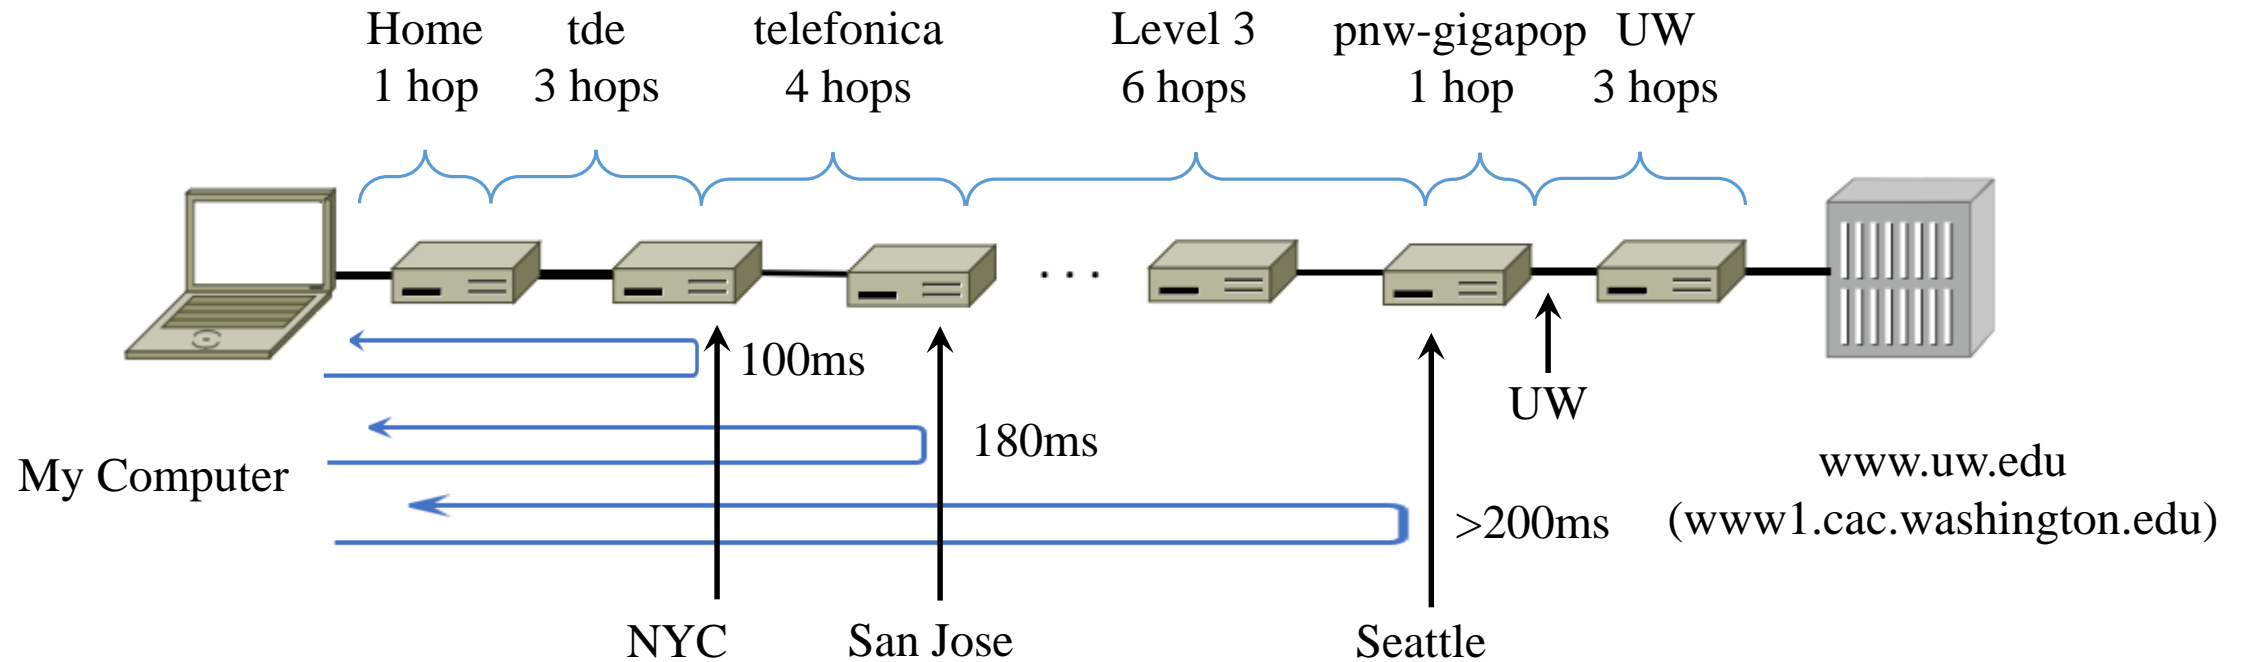 Home
1 hop
tde
3 hops
telefonica
4 hops
Level 3
6 hops
pnw-gigapop
1 hop
UW
3 hops
. . .
100ms
UW
180ms
My Computer
www.uw.edu
(www1.cac.washington.edu)
>200ms
NYC
San Jose
Seattle